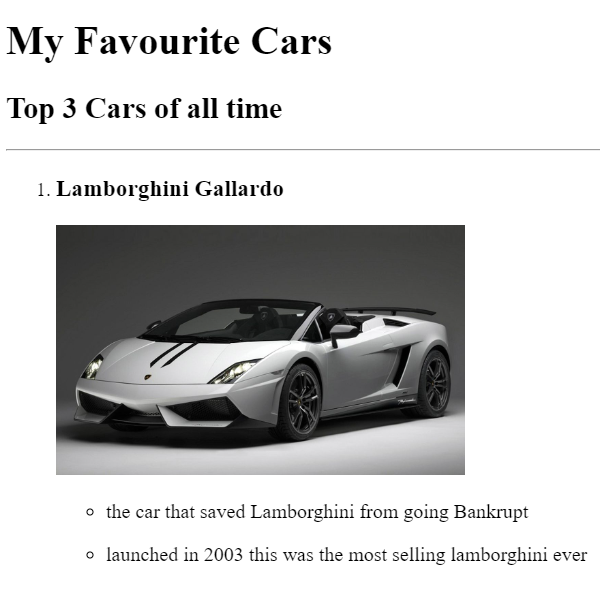 My Favourite Cars
Top 3 Cars of all time
1. Lamborghini Gallardo
the car that saved Lamborghini from going Bankrupt
launched in 2003 this was the most selling lamborghini ever